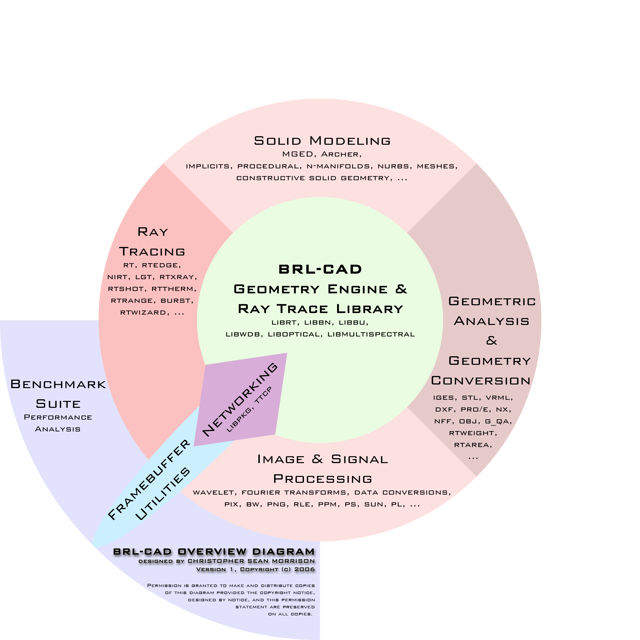 Solid Modeling
MGED, Archer,
implicits, procedural, n-manifolds, NURBS, meshes,
constructive solid geometry, ...
Ray
Tracing
rt, rtedge,
nirt, lgt, rtxray,
rtshot, rttherm,
rtrange, burst,
rtwizard, ...
BRL-CAD
Geometry Engine &
Ray Trace Library
librt, libbn, libbu,
libwdb, liboptical, libmultispectral
Geometric
Analysis
&
Geometry
Conversion
IGES, STL, VRML,
DXF, Pro/E, NX,
NFF, OBJ, g_qa,
rtweight,
rtarea,
...
Networking
libpkg, ttcp
Benchmark
Suite
Performance
Analysis
Framebuffer
Utilities
Image & Signal
Processing
wavelet, fourier transforms, data conversions,
pix, bw, png, rle, ppm, ps, sun, pl, ...
BRL-CAD Overview Diagram
designed by Christopher Sean Morrison
Version 1, Copyright (c) 2006
Permission is granted to make and distribute copies
of this diagram provided the copyright notice,
designed by notice, and this permission
statement are preserved
on all copies.